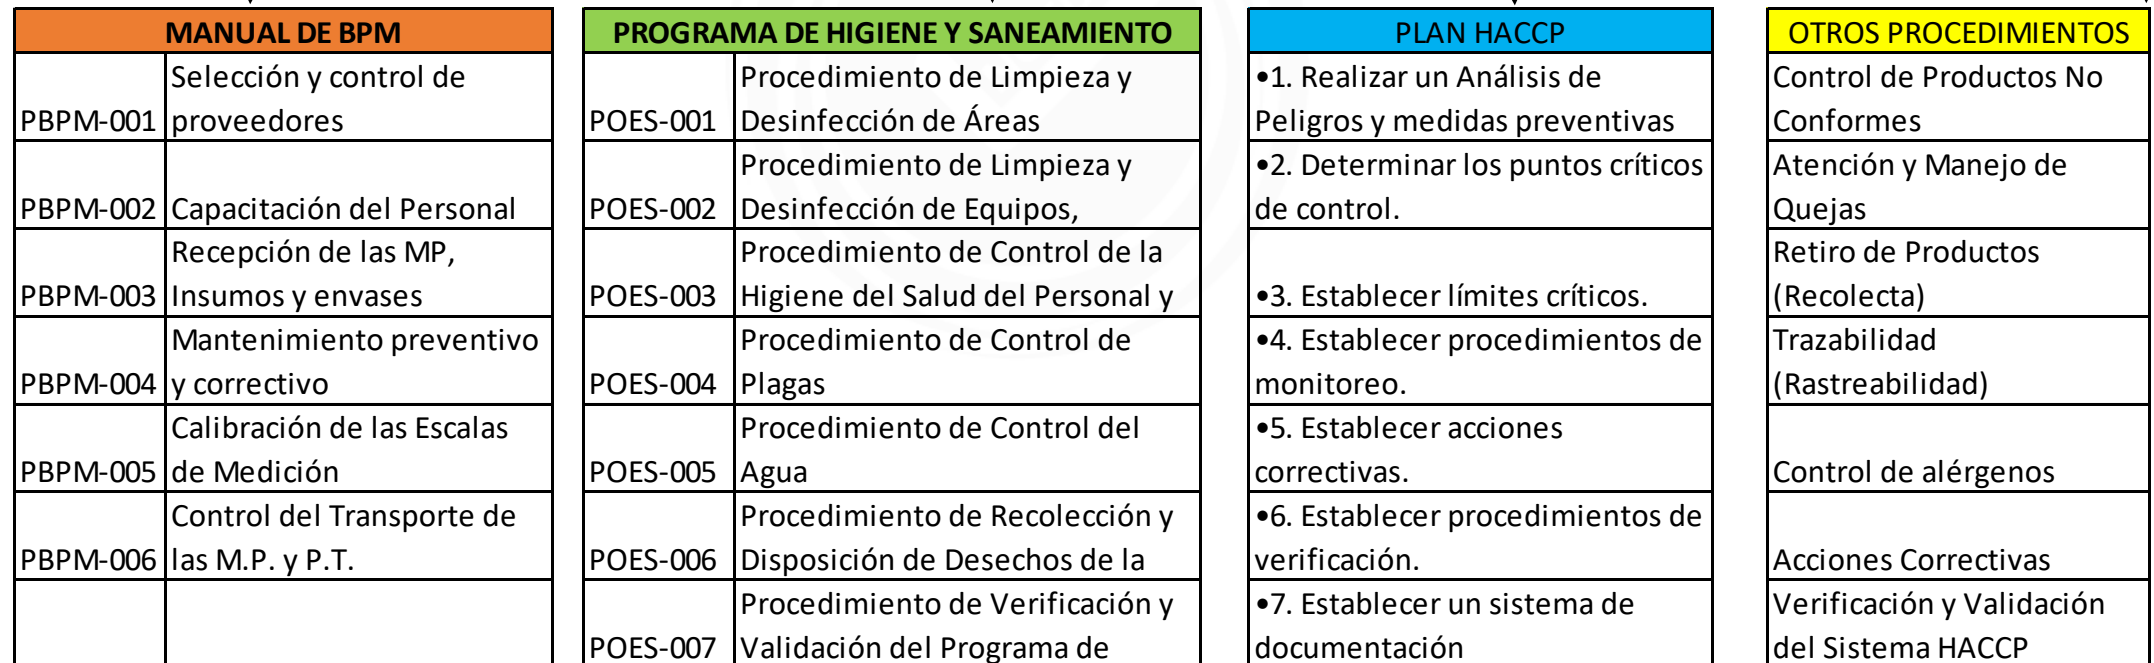 MANUAL DE BPM
PBPM-001
Selección y control de
proveedores
PBPM-002
Capacitación del Personal
PBPM-003
Recepción de las MP,
Insumos y envases
PBPM-004
Mantenimiento preventivo
y correctivo
PBPM-005
Calibración de las Escalas
de Medición
PBPM-006
Control del Transporte de
las M.P. y P.T.
PROGRAMA DE HIGIENE Y SANEAMIENTO
POES-001
Procedimiento de Limpieza y
Desinfección de Áreas
POES-002
Procedimiento de Limpieza y
Desinfección de Equipos,
POES-003
Procedimiento de Control de la
Higiene del Salud del Personal y
POES-004
Procedimiento de Control de
Plagas
POES-005
Procedimiento de Control del
Agua
POES-006
Procedimiento de Recolección y
Disposición de Desechos de la
POES-007
Procedimiento de Verificación y
Validación del Programa de
PLAN HACCP
•1. Realizar un Análisis de
Peligros y medidas preventivas
•2. Determinar los puntos críticos
de control.
•3. Establecer límites críticos.
•4. Establecer procedimientos de
monitoreo.
•5. Establecer acciones
correctivas.
•6. Establecer procedimientos de
verificación.
•7. Establecer un sistema de
documentación
OTROS PROCEDIMIENTOS
Control de Productos No
Conformes
Atención y Manejo de
Quejas
Retiro de Productos
(Recolecta)
Trazabilidad
(Rastreabilidad)
Control de alérgenos
Acciones Correctivas
Verificación y Validación
del Sistema HACCP